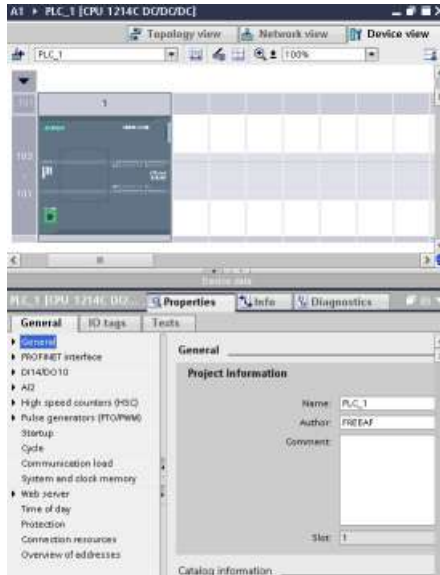 A1 ▸ PLC_1 [CPU 1214C DC/DC/DC]
Topology view Network view Device view
PLC_1 100%
1
103
101
PLC_1 [CPU 1214C DC/... Properties Info Diagnostics
General IO tags Texts
General
PROFINET interface
DI14/DO10
AI2
High speed counters (HSC)
Pulse generators (PTO/PWM)
Startup
Cycle
Communication load
System and clock memory
Web server
Time of day
Protection
Connection resources
Overview of addresses
General
Project information
Name: PLC_1
Author: FREEAF
Comment:
Slot: 1
Catalog information